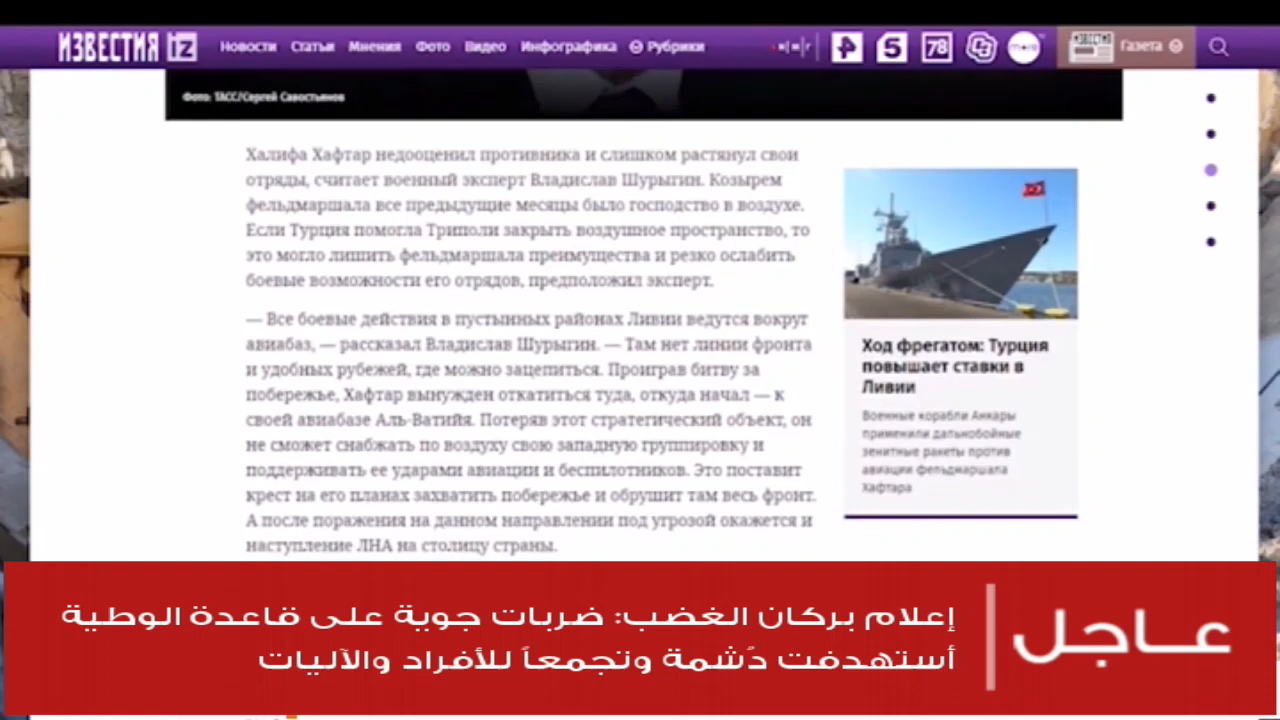 ИЗВЕСТИЯ iz Новости Статьи Мнения Фото Видео Инфографика Рубрики 5 78 Газета
Фото: ТАСС/Сергей Савостьянов
Халифа Хафтар недооценил противника и слишком растянул свои
отряды, считает военный эксперт Владислав Шурыгин. Козырем
фельдмаршала все предыдущие месяцы было господство в воздухе.
Если Турция помогла Триполи закрыть воздушное пространство, то
это могло лишить фельдмаршала преимущества и резко ослабить
боевые возможности его отрядов, предположил эксперт.
— Все боевые действия в пустынных районах Ливии ведутся вокруг
авиабаз, — рассказал Владислав Шурыгин. — Там нет линии фронта
и удобных рубежей, где можно зацепиться. Проиграв битву за
побережье, Хафтар вынужден откатиться туда, откуда начал — к
своей авиабазе Аль-Ватийя. Потеряв этот стратегический объект, он
не сможет снабжать по воздуху свою западную группировку и
поддерживать ее ударами авиации и беспилотников. Это поставит
крест на его планах захватить побережье и обрушит там весь фронт.
А после поражения на данном направлении под угрозой окажется и
наступление ЛНА на столицу страны.
Ход фрегатом: Турция
повышает ставки в
Ливии
Военные корабли Анкары
применили дальнобойные
зенитные ракеты против
авиации фельдмаршала
Хафтара
عاجل
إعلام بركان الغضب: ضربات جوية على قاعدة الوطية
أستهدفت دُشمة وتجمعاً للأفراد والآليات